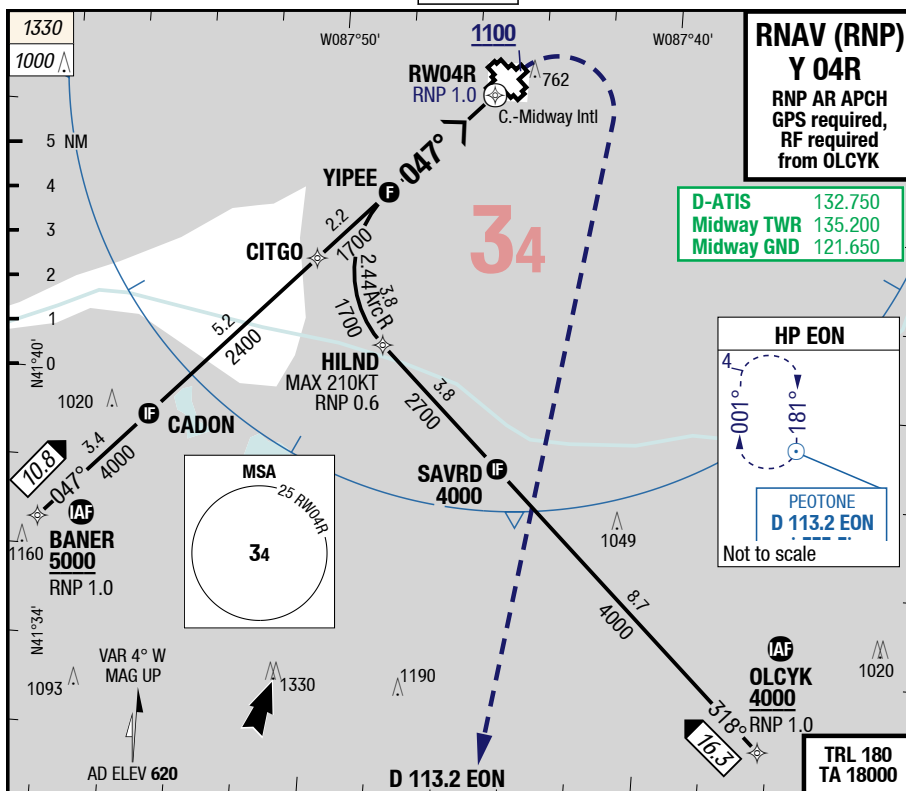 1330
1000
W087°50'
1100
W087°40'
RNAV (RNP)
Y 04R
RNP AR APCH
GPS required,
RF required
from OLCYK
RW04R
RNP 1.0
762
C.-Midway Intl
5 NM
4
3
2
1
0
N41°40'
N41°34'
D-ATIS 132.750
Midway TWR 135.200
Midway GND 121.650
047°
YIPEE
F
34
2.2
1700
CITGO
2.44 Arc R
3.8
1700
5.2
2400
HILND
MAX 210KT
RNP 0.6
3.8
2700
1020
IF
CADON
3.4
4000
10.8
047°
IAF
BANER
5000
RNP 1.0
1160
MSA
25 RW04R
34
IF
SAVRD
4000
1049
8.7
4000
HP EON
4
001°
181°
PEOTONE
D 113.2 EON
Not to scale
VAR 4° W
MAG UP
1093
1330
1190
AD ELEV 620
D 113.2 EON
IAF
OLCYK
4000
RNP 1.0
318°
16.3
1020
TRL 180
TA 18000